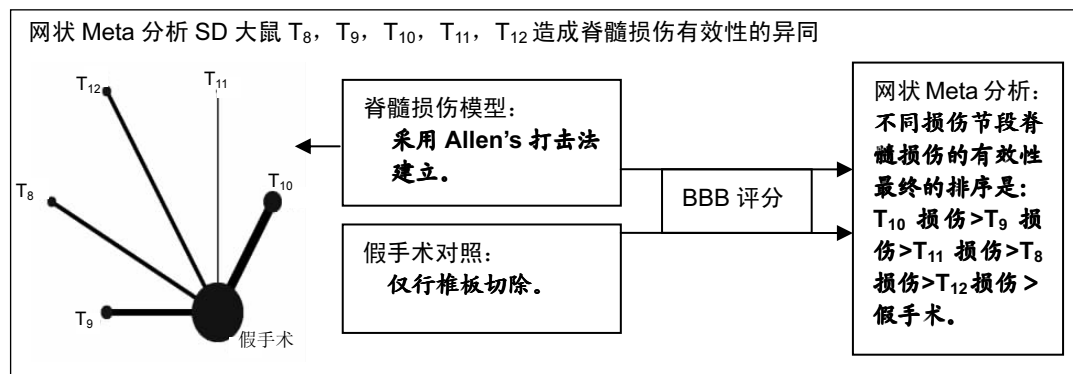 网状 Meta 分析 SD 大鼠 T₈，T₉，T₁₀，T₁₁，T₁₂ 造成脊髓损伤有效性的异同
T₁₁
T₁₂
T₁₀
T₈
T₉
假手术
脊髓损伤模型：
采用 Allen's 打击法
建立。
假手术对照：
仅行椎板切除。
BBB 评分
网状 Meta 分析：
不同损伤节段脊
髓损伤的有效性
最终的排序是：
T₁₀ 损伤>T₉ 损
伤>T₁₁ 损伤>T₈
损伤>T₁₂ 损伤＞
假手术。